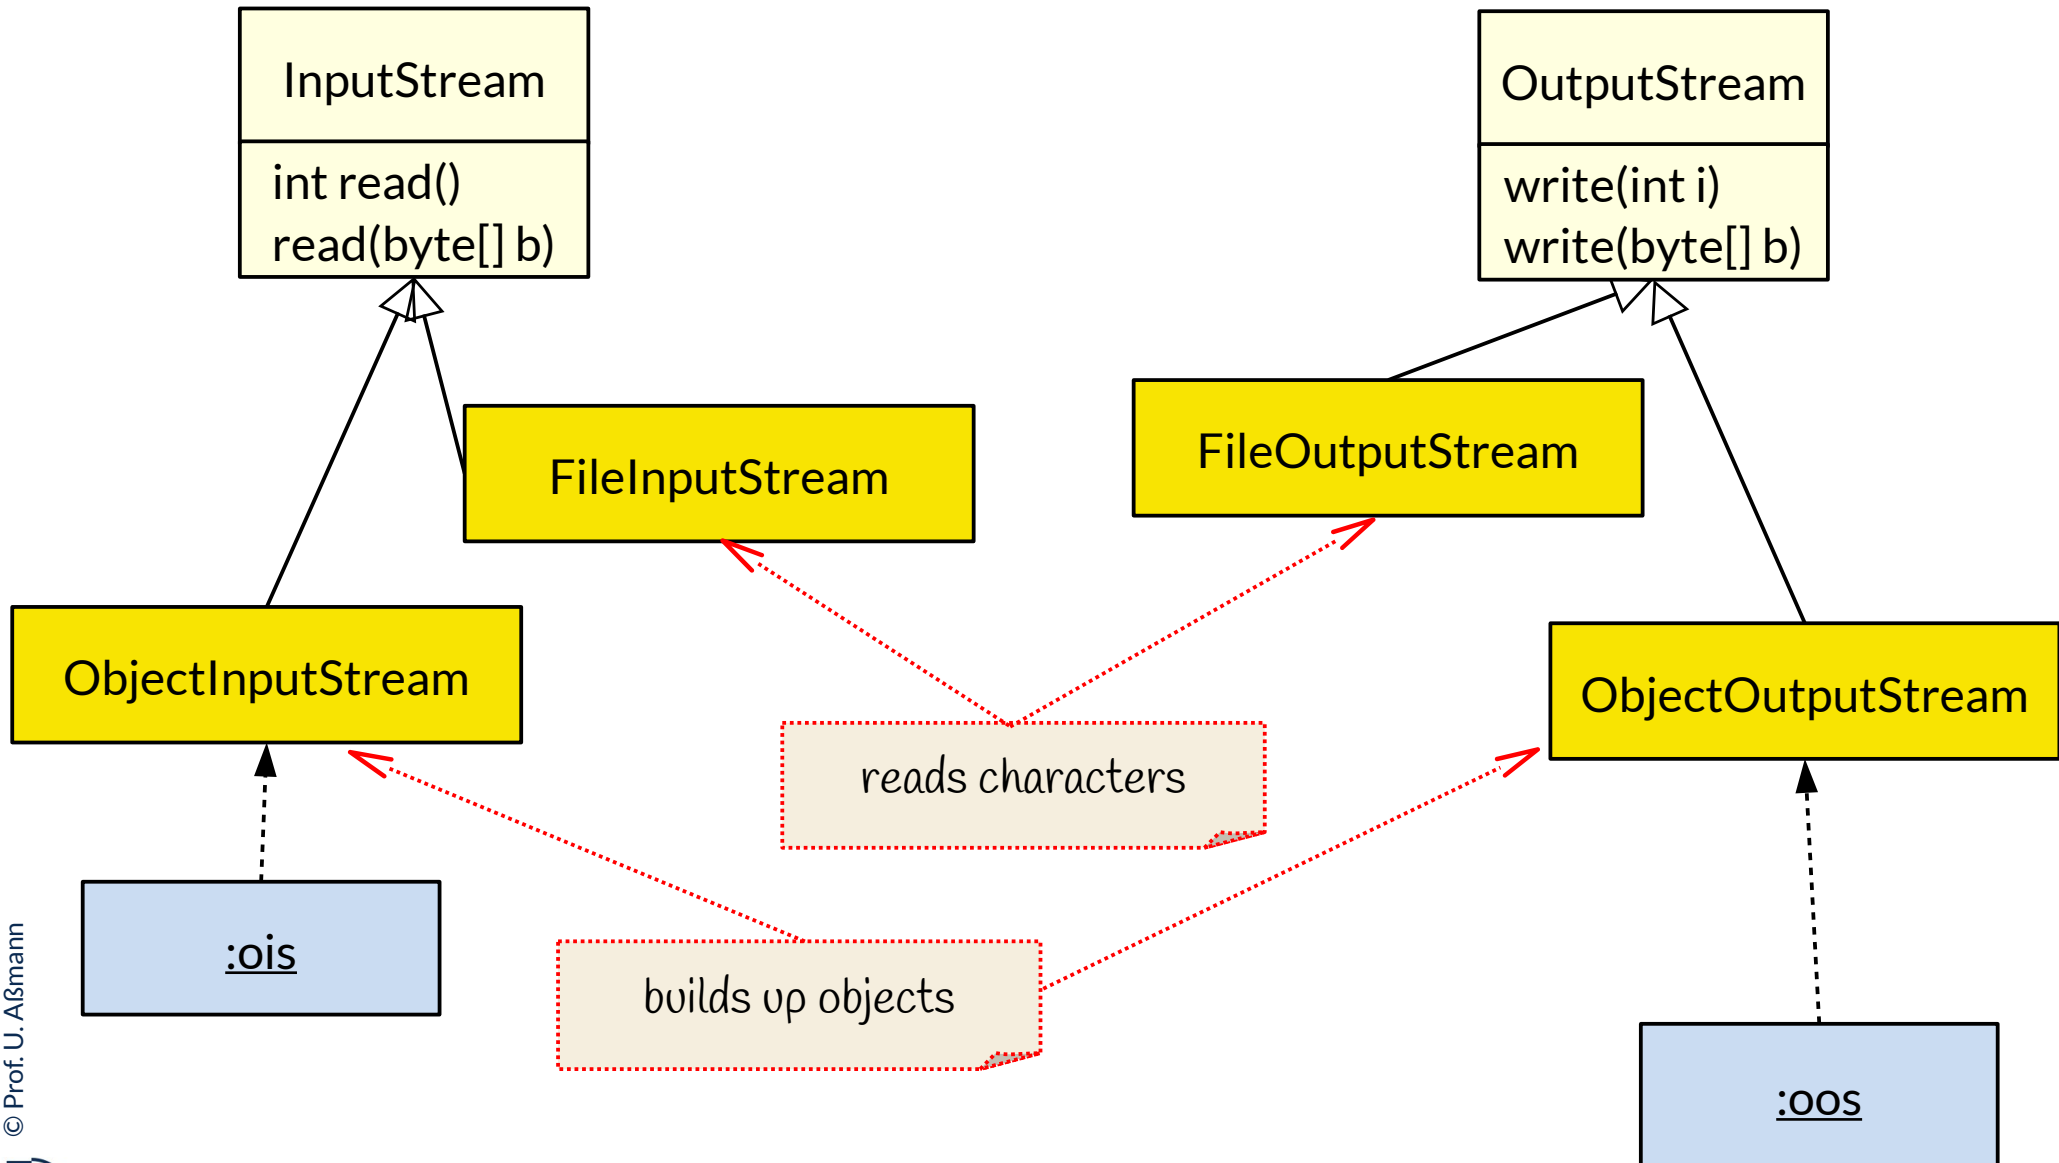 InputStream
int read()
read(byte[] b)
OutputStream
write(int i)
write(byte[] b)
FileInputStream
FileOutputStream
ObjectInputStream
ObjectOutputStream
reads characters
:ois
builds up objects
:oos
© Prof. U. Aßmann